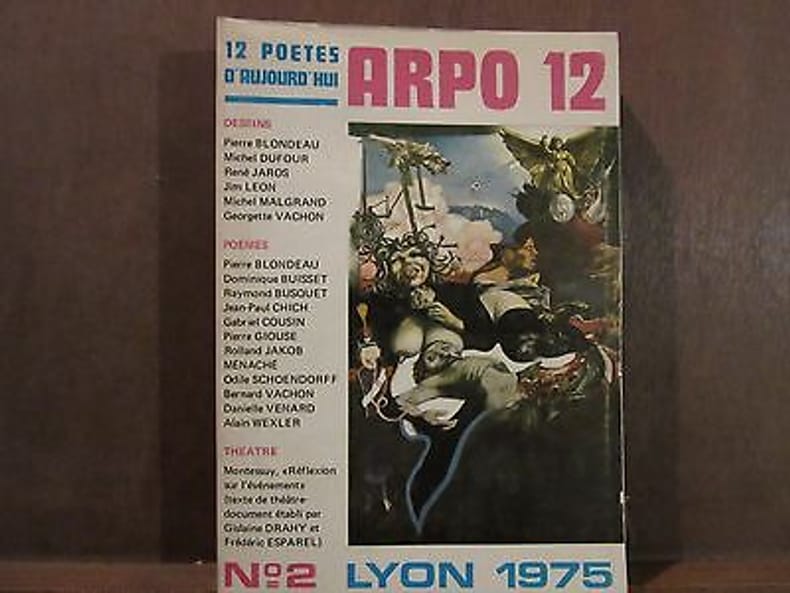 12 POETES
D'AUJOURD'HUI
ARPO 12
DESSINS
Pierre BLONDEAU
Michel DUFOUR
René JAROS
Jim LEON
Michel MALGRAND
Georgette VACHON
POEMES
Pierre BLONDEAU
Dominique BUISSET
Raymond BUSQUET
Jean-Paul CHICH
Gabriel COUSIN
Pierre GIOUSE
Rolland JAKOB
MENACHÉ
Odile SCHOENDORFF
Bernard VACHON
Danielle VENARD
Alain WEXLER
THEATRE
Montessuy, «Réflexion
sur l'événement»
(texte de théâtre-
document établi par
Gislaine DRAHY et
Frédéric ESPAREL)
Nº2 LYON 1975